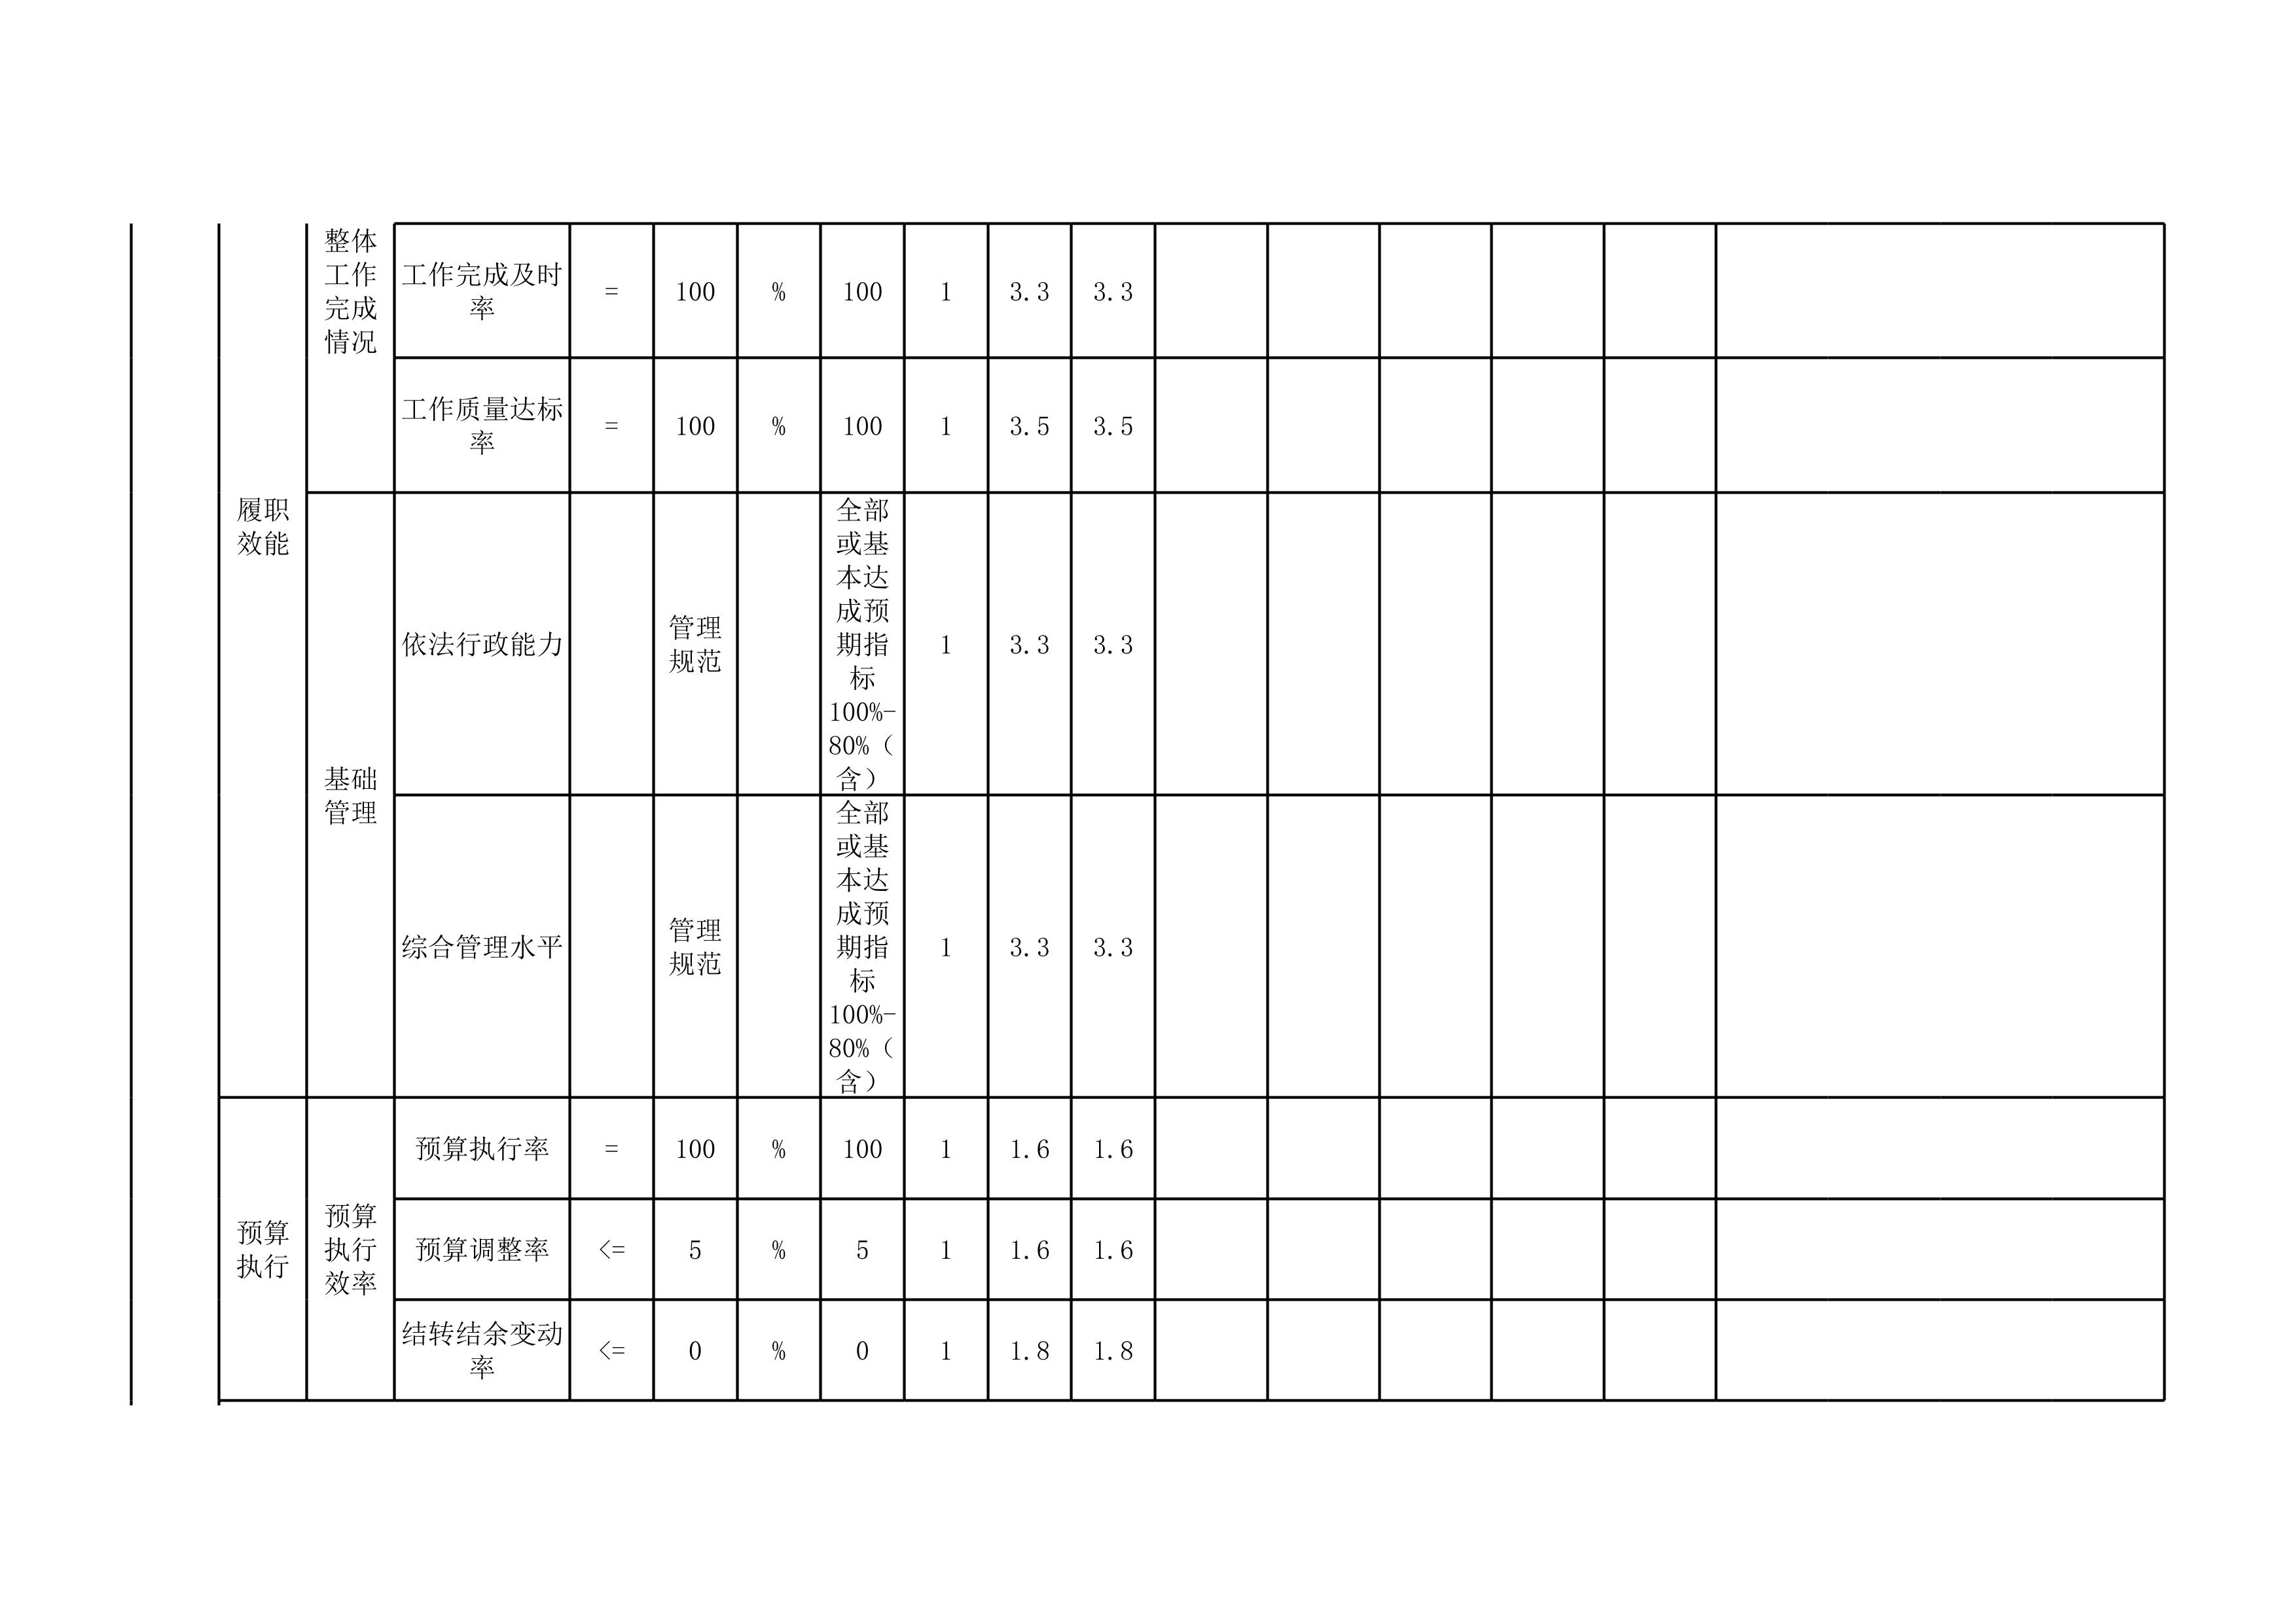 履职
效能
整体
工作
完成
情况
工作完成及时
率
=
100
%
100
1
3.3
3.3
工作质量达标
率
=
100
%
100
1
3.5
3.5
基础
管理
依法行政能力
管理
规范
全部
或基
本达
成预
期指
标
100%-
80%（
含）
1
3.3
3.3
综合管理水平
管理
规范
全部
或基
本达
成预
期指
标
100%-
80%（
含）
1
3.3
3.3
预算
执行
预算
执行
效率
预算执行率
=
100
%
100
1
1.6
1.6
预算调整率
<=
5
%
5
1
1.6
1.6
结转结余变动
率
<=
0
%
0
1
1.8
1.8